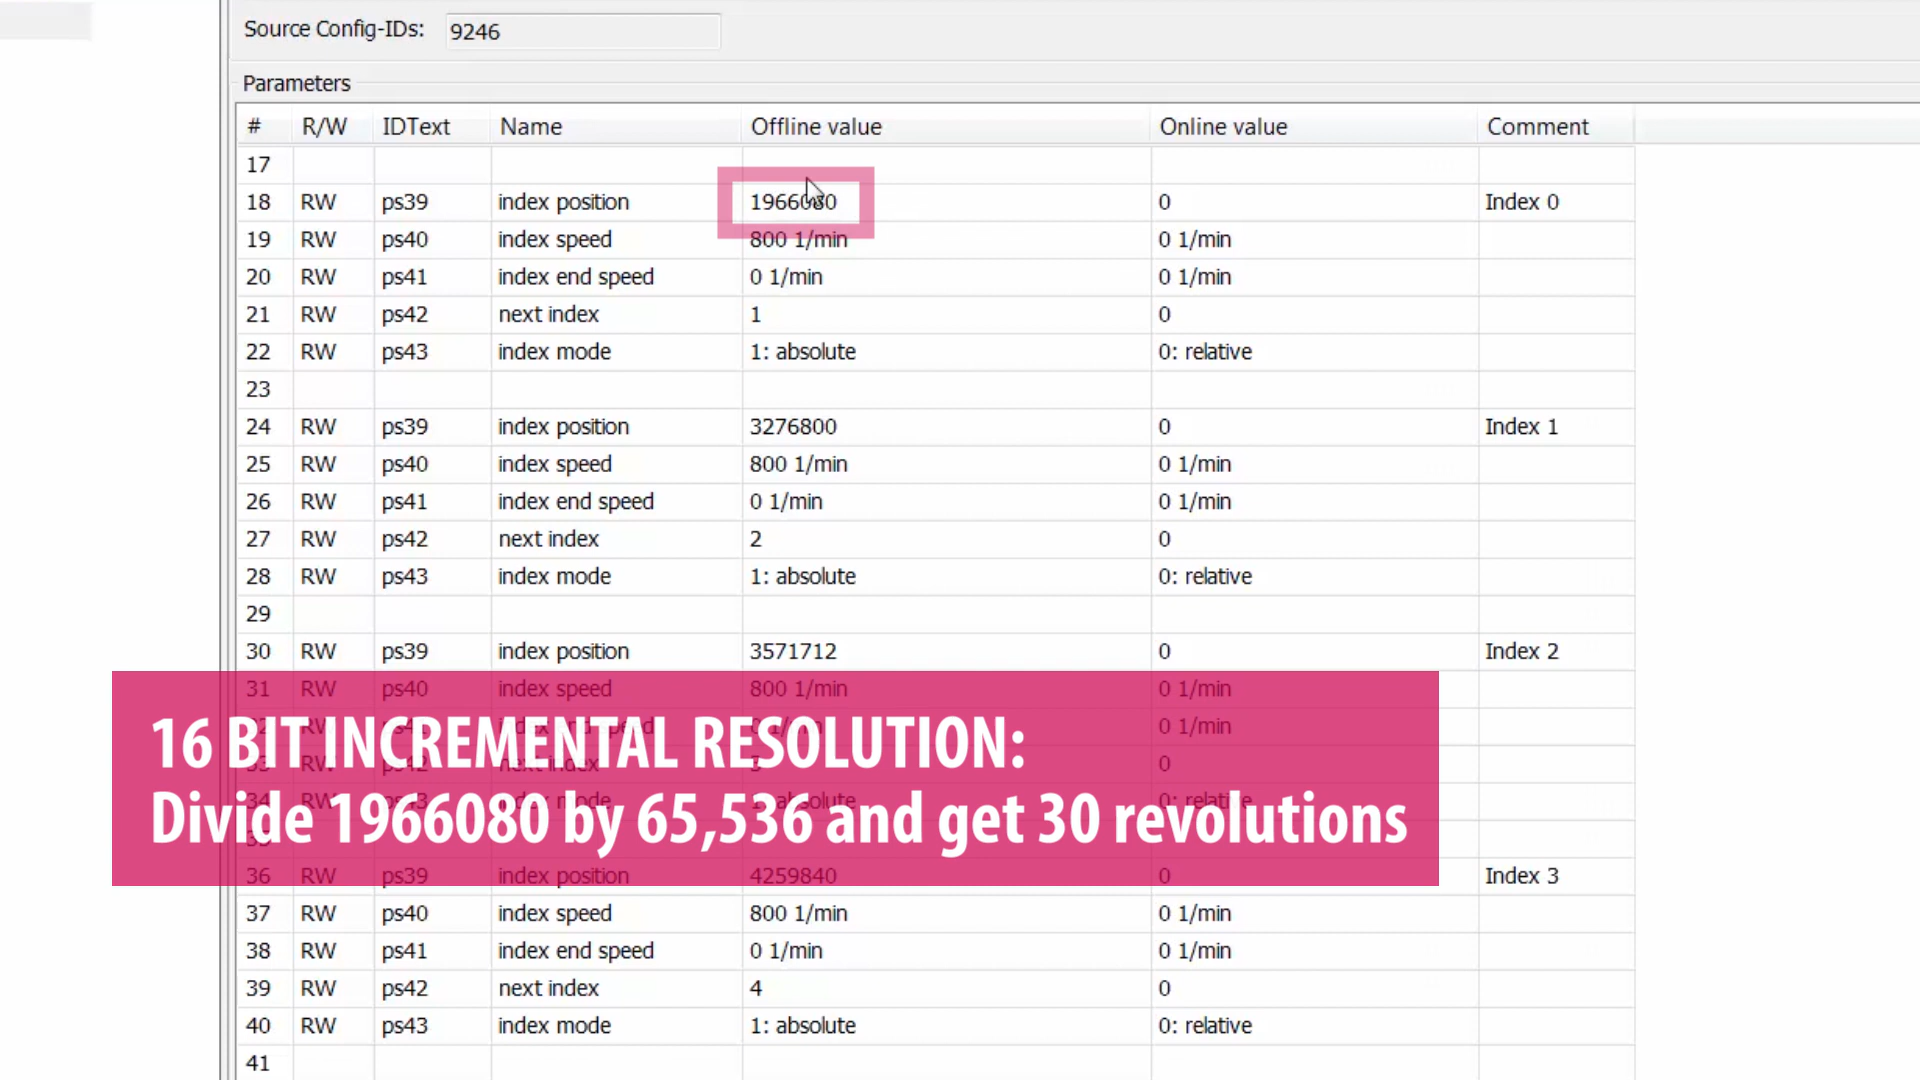 Source Config-IDs: 9246
Parameters
# R/W IDText Name Offline value Online value Comment
17
18 RW ps39 index position 1966080 0 Index 0
19 RW ps40 index speed 800 1/min 0 1/min
20 RW ps41 index end speed 0 1/min 0 1/min
21 RW ps42 next index 1 0
22 RW ps43 index mode 1: absolute 0: relative
23
24 RW ps39 index position 3276800 0 Index 1
25 RW ps40 index speed 800 1/min 0 1/min
26 RW ps41 index end speed 0 1/min 0 1/min
27 RW ps42 next index 2 0
28 RW ps43 index mode 1: absolute 0: relative
29
30 RW ps39 index position 3571712 0 Index 2
31 RW ps40 index speed 800 1/min 0 1/min
16 BIT INCREMENTAL RESOLUTION:
Divide 1966080 by 65,536 and get 30 revolutions
36 RW ps39 index position 4259840 0 Index 3
37 RW ps40 index speed 800 1/min 0 1/min
38 RW ps41 index end speed 0 1/min 0 1/min
39 RW ps42 next index 4 0
40 RW ps43 index mode 1: absolute 0: relative
41